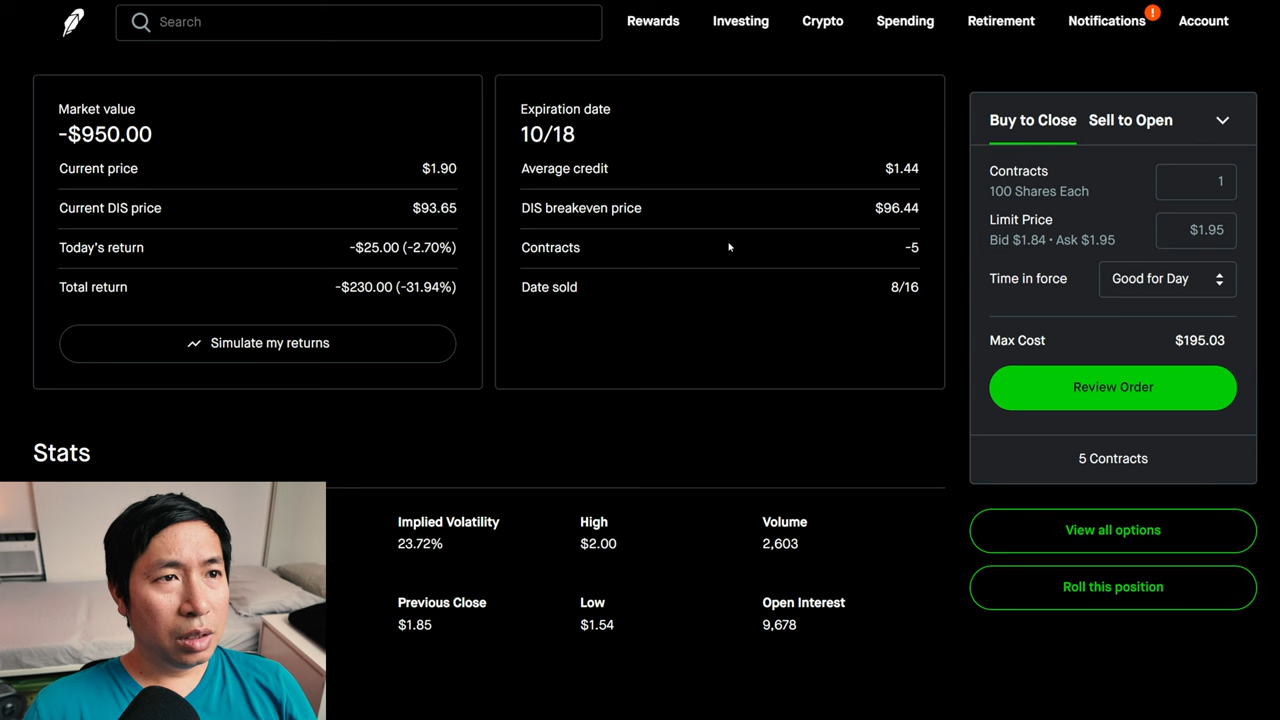 Search
Rewards
Investing
Crypto
Spending
Retirement
Notifications
!
Account
Market value
-$950.00
Current price $1.90
Current DIS price $93.65
Today's return -$25.00 (-2.70%)
Total return -$230.00 (-31.94%)
Simulate my returns
Expiration date
10/18
Average credit $1.44
DIS breakeven price $96.44
Contracts -5
Date sold 8/16
Buy to Close Sell to Open
Contracts
100 Shares Each
1
Limit Price
Bid $1.84 • Ask $1.95
$1.95
Time in force Good for Day
Max Cost $195.03
Review Order
5 Contracts
View all options
Roll this position
Stats
Implied Volatility
23.72%
High
$2.00
Volume
2,603
Previous Close
$1.85
Low
$1.54
Open Interest
9,678